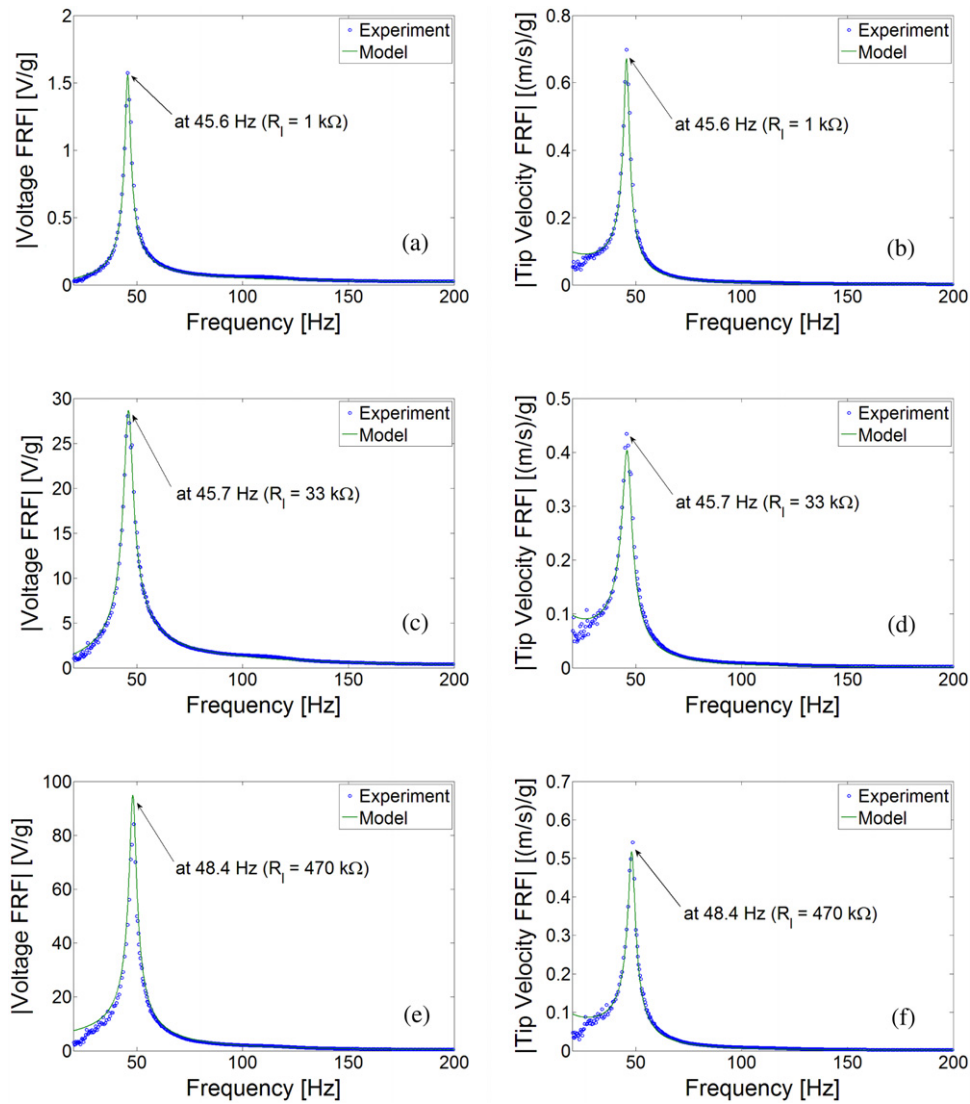 |Voltage FRF| [V/g]
2
1.5
1
0.5
0
Experiment
Model
at 45.6 Hz (R_l = 1 kΩ)
(a)
50 100 150 200
Frequency [Hz]
|Tip Velocity FRF| [(m/s)/g]
0.8
0.6
0.4
0.2
0
Experiment
Model
at 45.6 Hz (R_l = 1 kΩ)
(b)
50 100 150 200
Frequency [Hz]
|Voltage FRF| [V/g]
30
25
20
15
10
5
0
Experiment
Model
at 45.7 Hz (R_l = 33 kΩ)
(c)
50 100 150 200
Frequency [Hz]
|Tip Velocity FRF| [(m/s)/g]
0.5
0.4
0.3
0.2
0.1
0
Experiment
Model
at 45.7 Hz (R_l = 33 kΩ)
(d)
50 100 150 200
Frequency [Hz]
|Voltage FRF| [V/g]
100
80
60
40
20
0
Experiment
Model
at 48.4 Hz (R_l = 470 kΩ)
(e)
50 100 150 200
Frequency [Hz]
|Tip Velocity FRF| [(m/s)/g]
0.7
0.6
0.5
0.4
0.3
0.2
0.1
0
Experiment
Model
at 48.4 Hz (R_l = 470 kΩ)
(f)
50 100 150 200
Frequency [Hz]